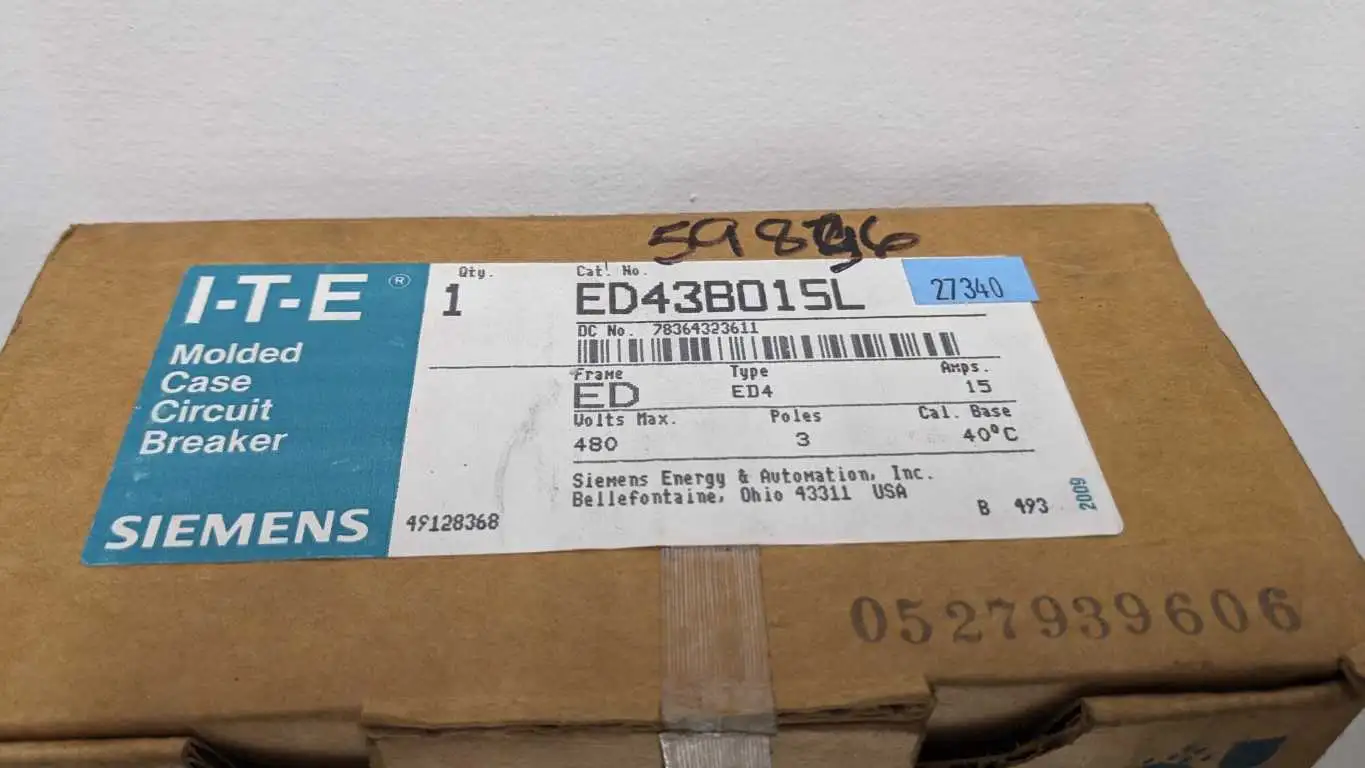 I-T-E ®
Molded
Case
Circuit
Breaker
SIEMENS
Qty.
1
Cat. No.
ED43B015L
27340
DC No. 78364323611
Frame Type Amps.
ED ED4 15
Volts Max. Poles Cal. Base
480 3 40°C
Siemens Energy & Automation, Inc.
Bellefontaine, Ohio 43311 USA
49128368
B 493
2009
0527939606